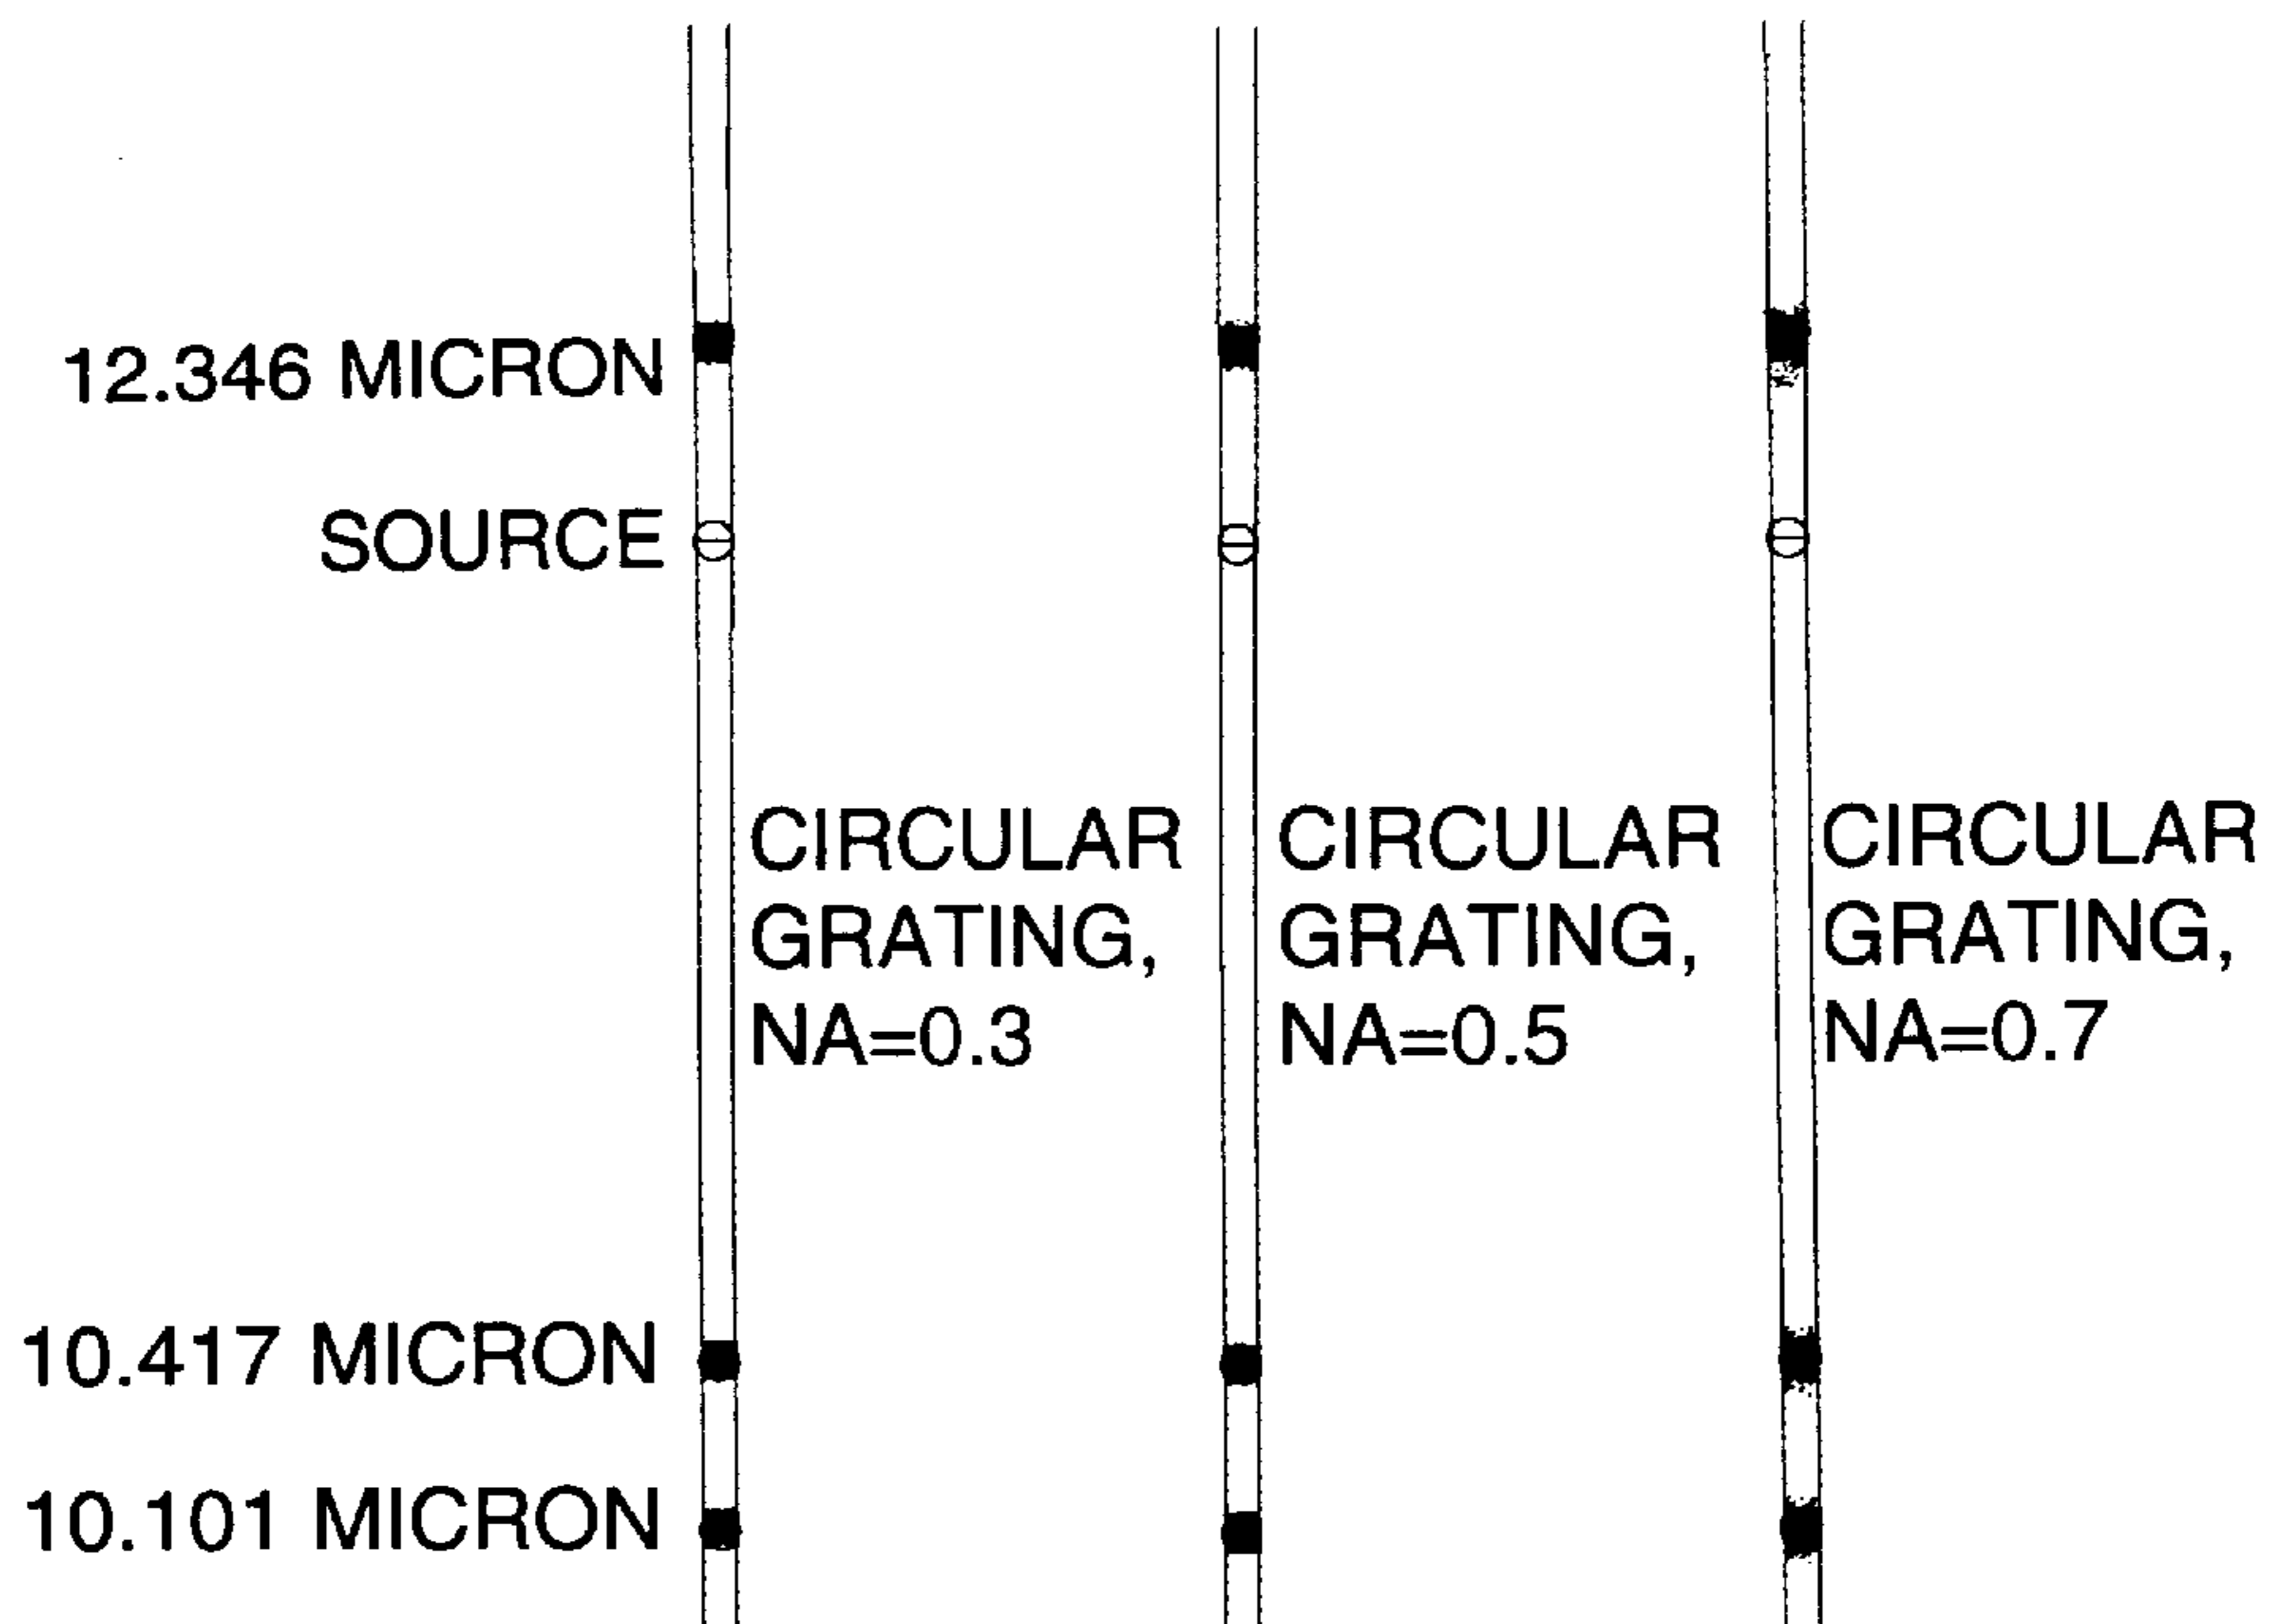 12.346 MICRON
SOURCE
CIRCULAR
GRATING,
NA=0.3
CIRCULAR
GRATING,
NA=0.5
CIRCULAR
GRATING,
NA=0.7
10.417 MICRON
10.101 MICRON